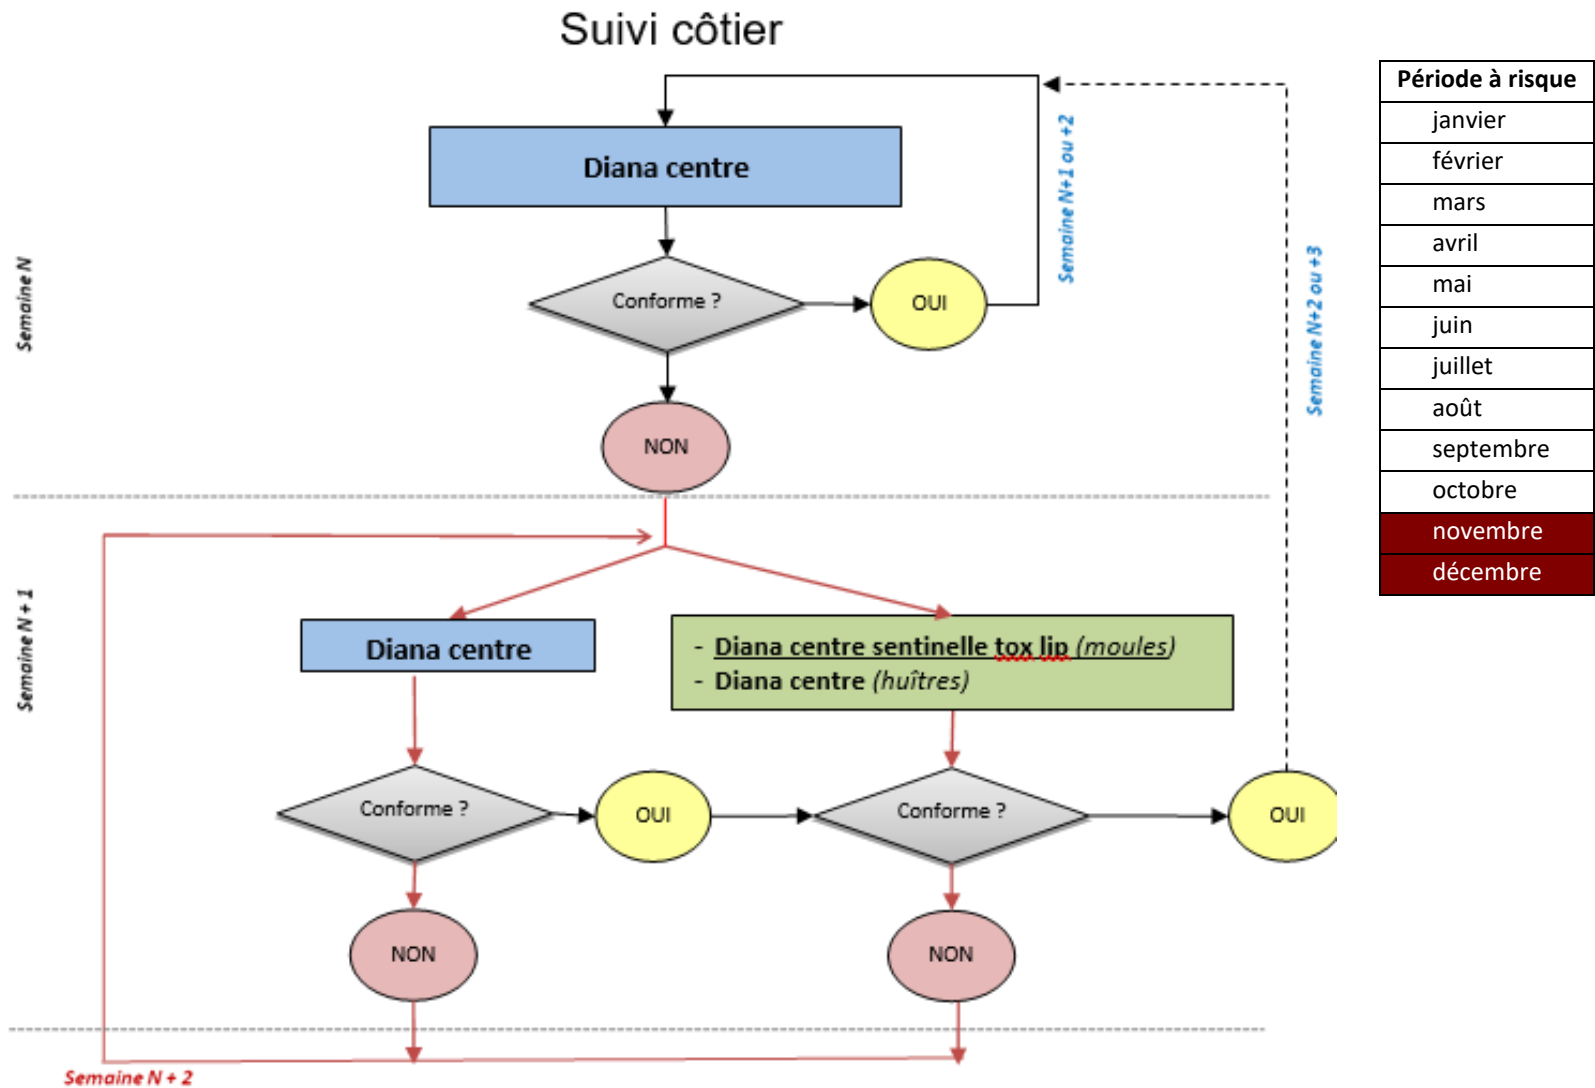 Suivi côtier
Diana centre
Semaine N
Conforme ?
OUI
NON
Semaine N+1 ou +2
Semaine N+2 ou +3
Semaine N + 1
Diana centre
- Diana centre sentinelle tox lip (moules)
- Diana centre (huîtres)
Conforme ?
OUI
Conforme ?
OUI
NON
NON
Semaine N + 2
Période à risque
janvier
février
mars
avril
mai
juin
juillet
août
septembre
octobre
novembre
décembre